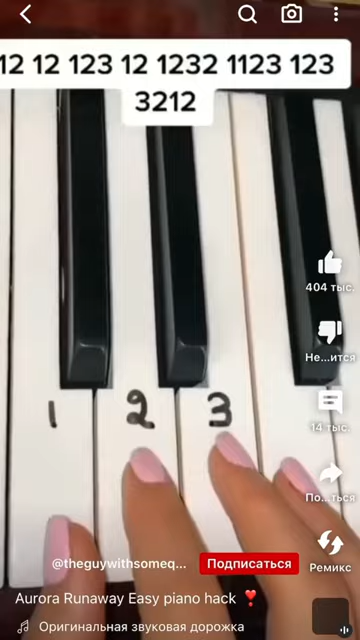 12 12 123 12 1232 1123 123
3212
404 тыс.
Не...ится
14 тыс.
1 2 3
По...ться
@theguywithsomeq...
Подписаться
Ремикс
Aurora Runaway Easy piano hack ❣️
Оригинальная звуковая дорожка